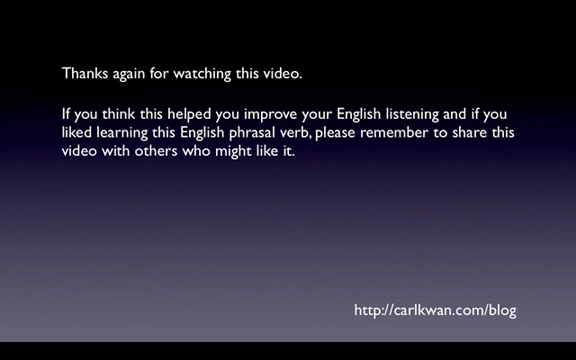 Thanks again for watching this video.
If you think this helped you improve your English listening and if you
liked learning this English phrasal verb, please remember to share this
video with others who might like it.
http://carlkwan.com/blog